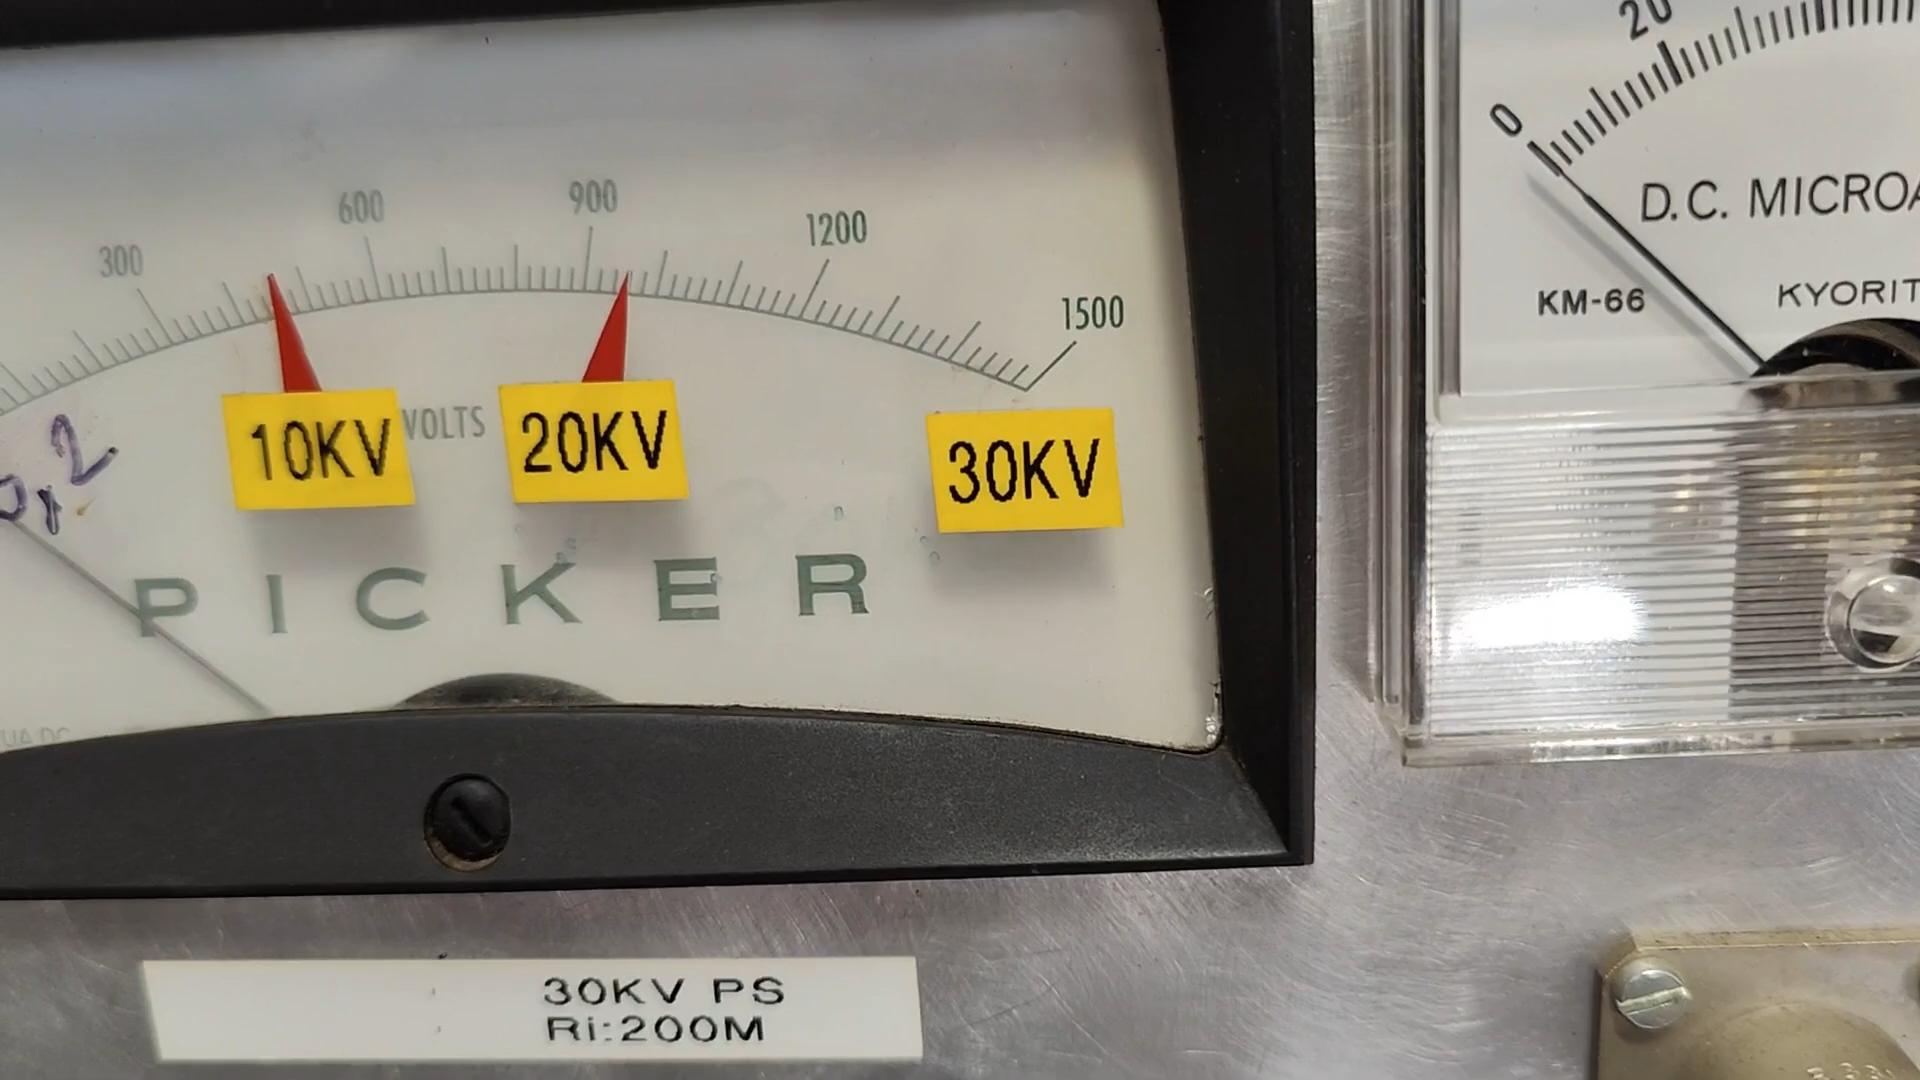 300
600
900
1200
1500
10KV
VOLTS
20KV
30KV
PICKER
30KV PS
Ri:200M
0
20
D.C. MICROA
KM-66
KYORIT